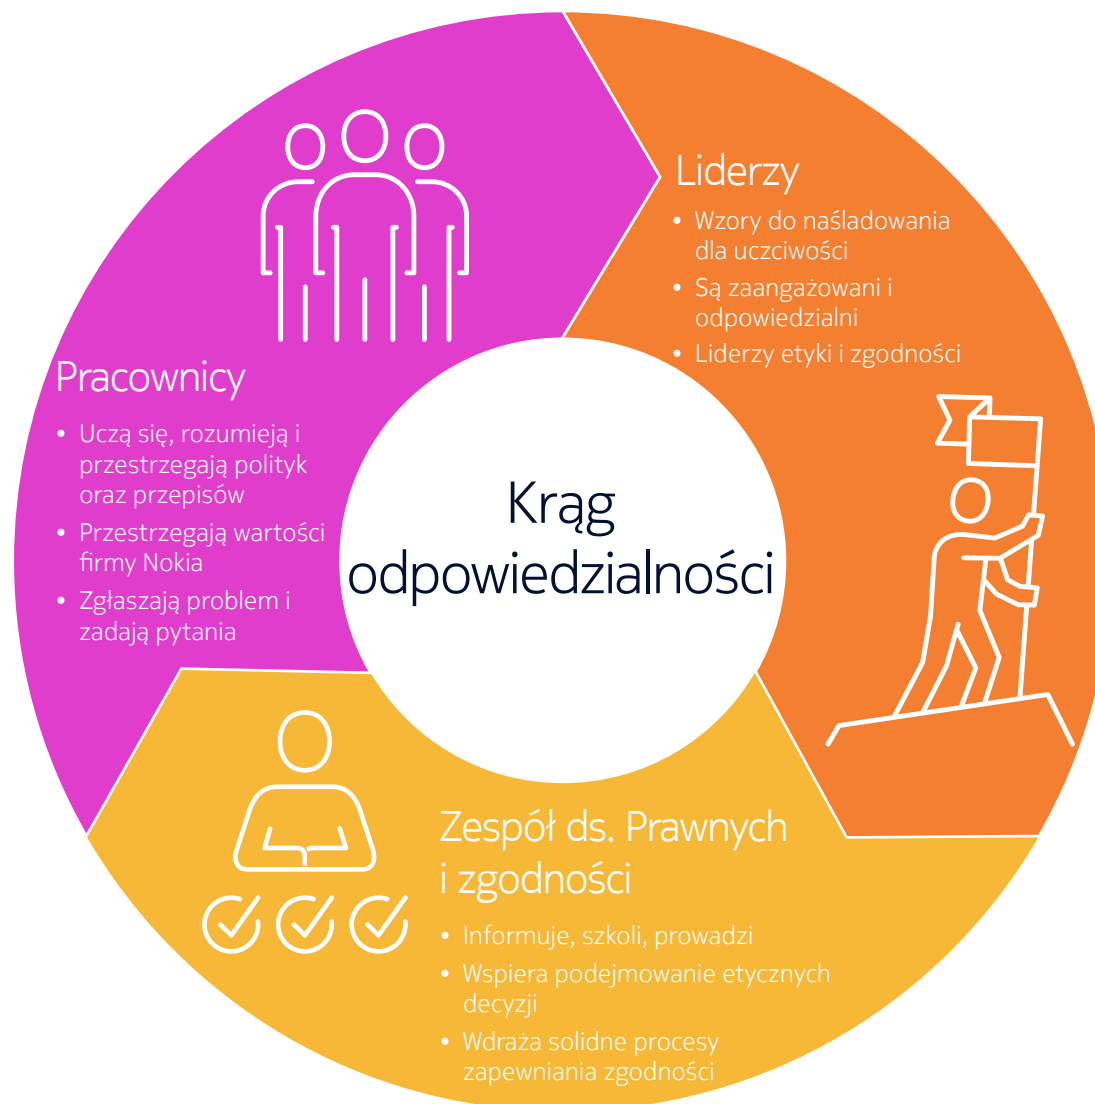 Krąg
odpowiedzialności
Liderzy
• Wzory do naśladowania
dla uczciwości
• Są zaangażowani i
odpowiedzialni
• Liderzy etyki i zgodności
Zespół ds. Prawnych
i zgodności
• Informuje, szkoli, prowadzi
• Wspiera podejmowanie etycznych
decyzji
• Wdraża solidne procesy
zapewniania zgodności
Pracownicy
• Uczą się, rozumieją i
przestrzegają polityk
oraz przepisów
• Przestrzegają wartości
firmy Nokia
• Zgłaszają problem i
zadają pytania